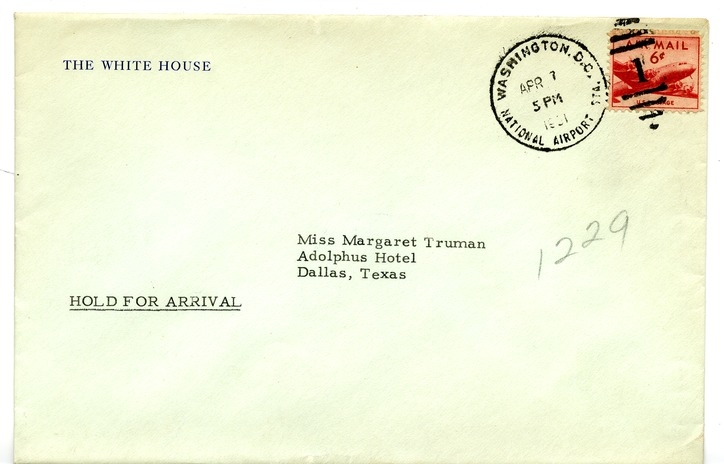 THE WHITE HOUSE
WASHINGTON, D.C.
APR 7
5 PM
NATIONAL AIRPORT STA.
AIR MAIL
6¢
1
Miss Margaret Truman
Adolphus Hotel
Dallas, Texas
1229
HOLD FOR ARRIVAL